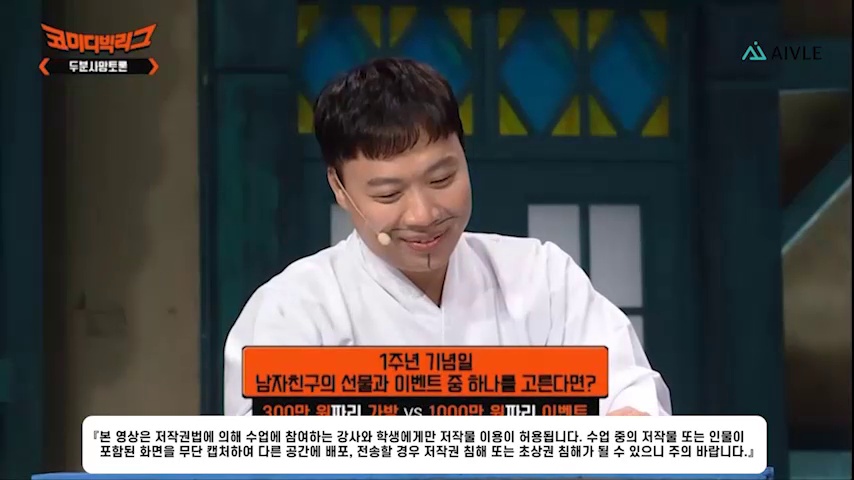 코미디빅리그
두분사망토론
AIVLE
1주년 기념일
남자친구의 선물과 이벤트 중 하나를 고른다면?
300만 원짜리 가방 vs 1000만 원짜리 이벤트
『본 영상은 저작권법에 의해 수업에 참여하는 강사와 학생에게만 저작물 이용이 허용됩니다. 수업 중의 저작물 또는 인물이
포함된 화면을 무단 캡처하여 다른 공간에 배포, 전송할 경우 저작권 침해 또는 초상권 침해가 될 수 있으니 주의 바랍니다.』